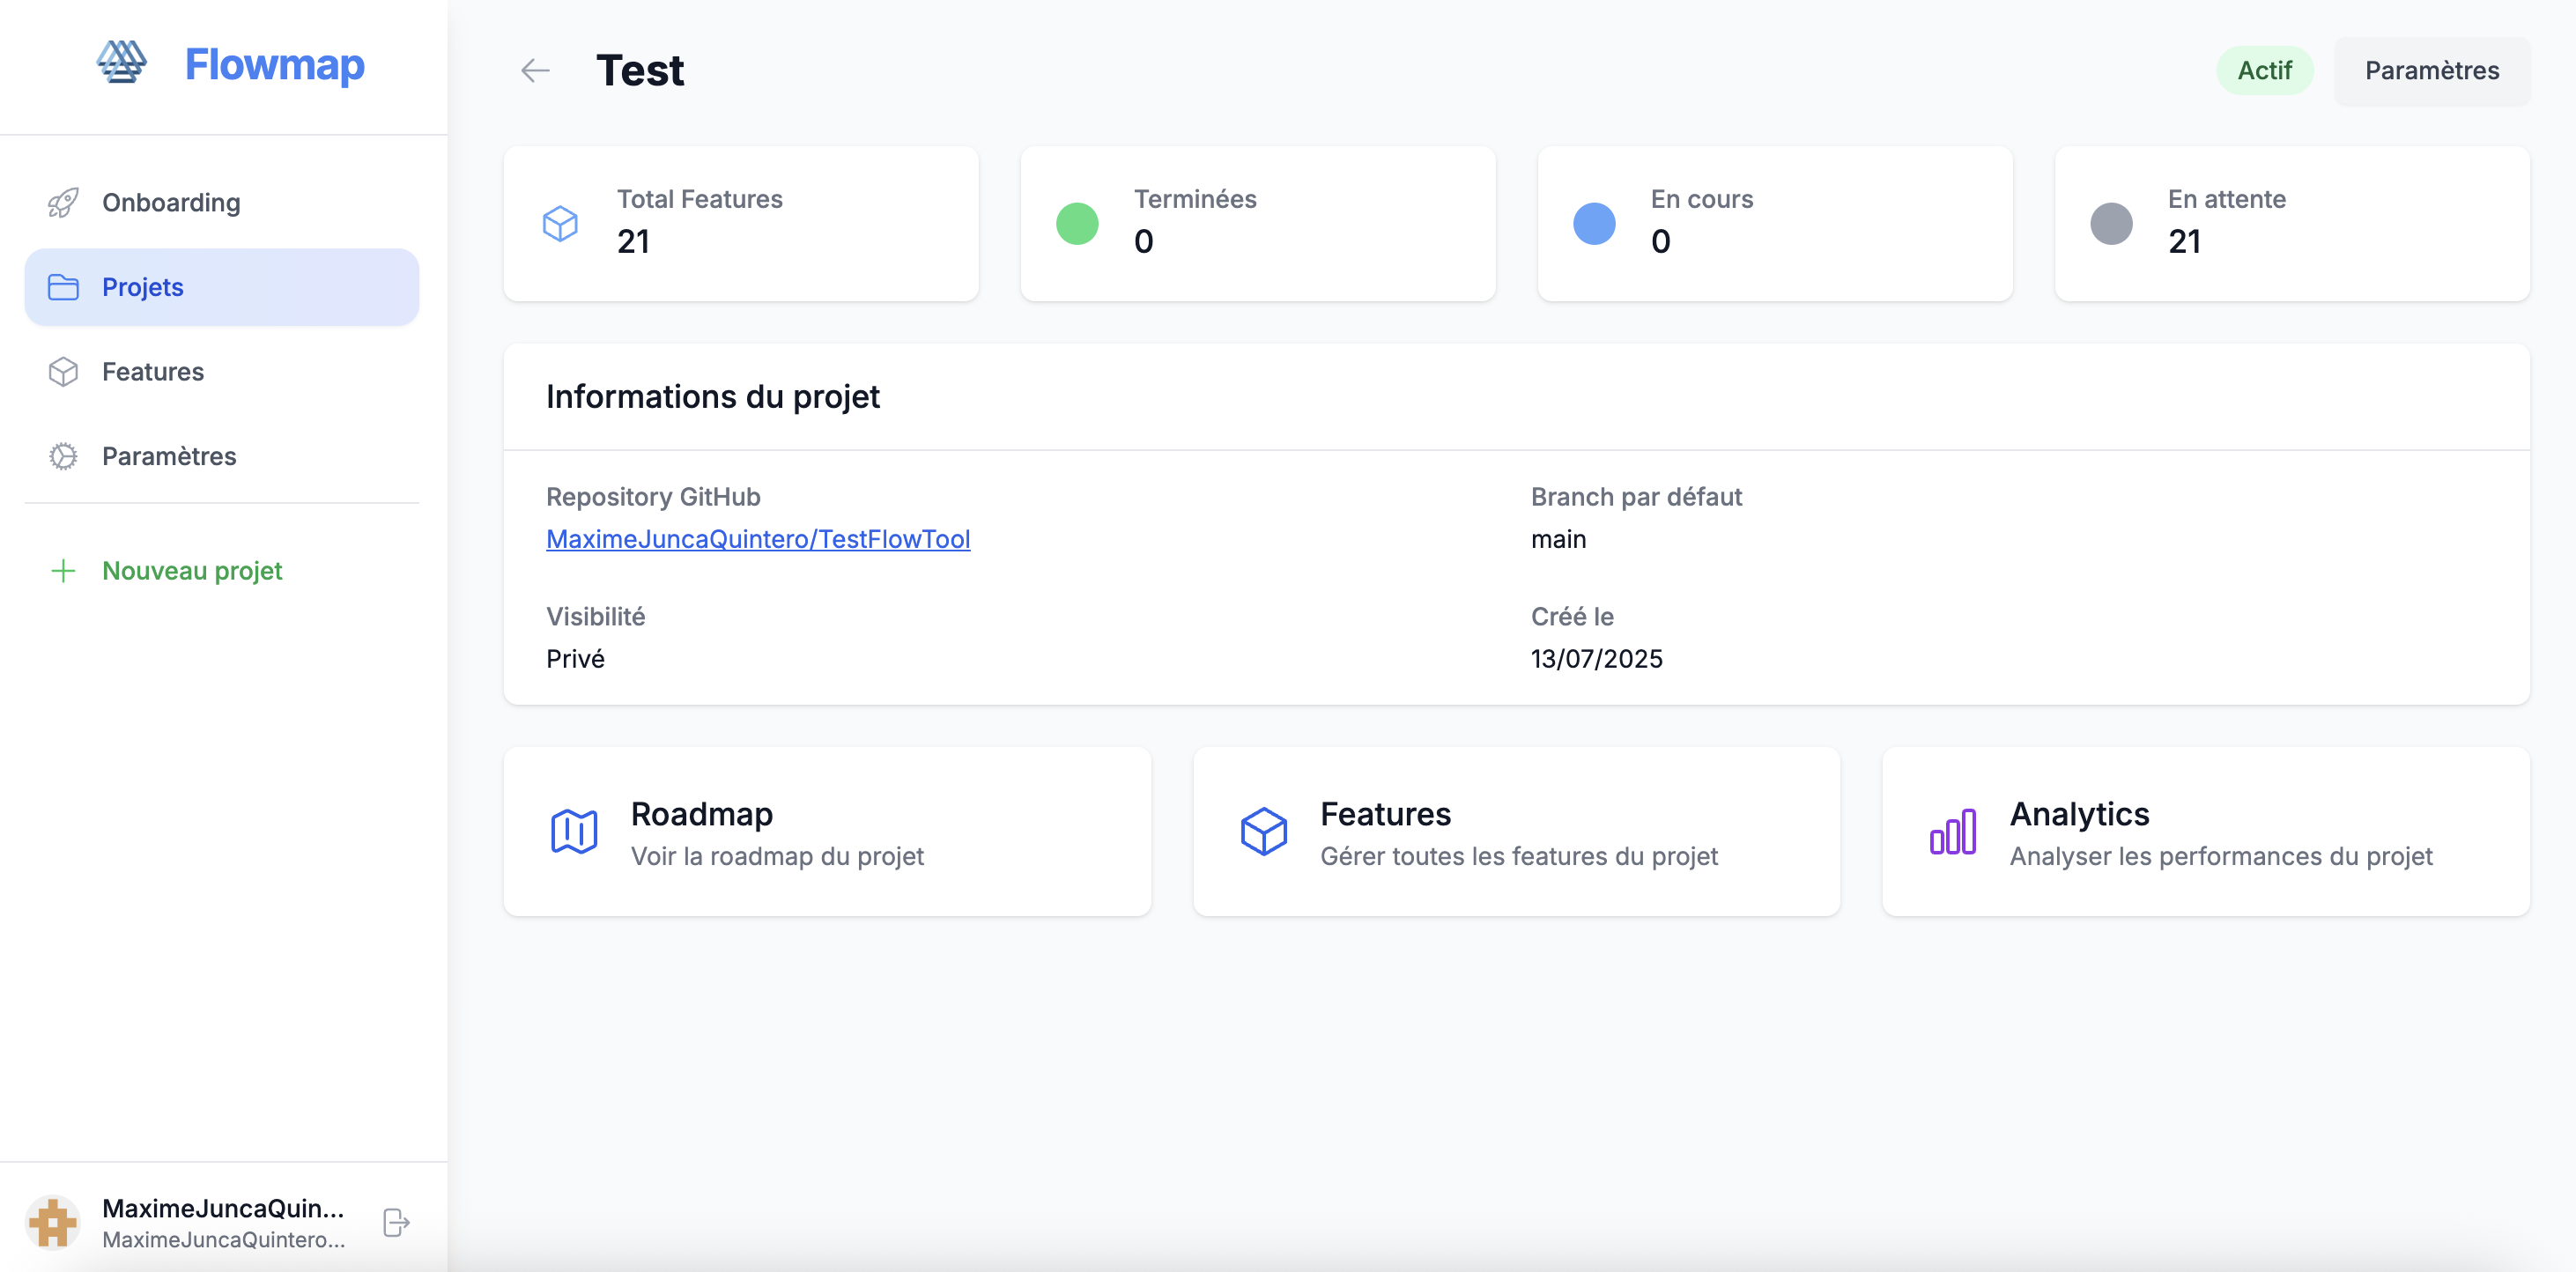 Flowmap
Onboarding
Projets
Features
Paramètres
Nouveau projet
MaximeJuncaQuin...
MaximeJuncaQuintero...
Test
Actif
Paramètres
Total Features
21
Terminées
0
En cours
0
En attente
21
Informations du projet
Repository GitHub
MaximeJuncaQuintero/TestFlowTool
Branch par défaut
main
Visibilité
Privé
Créé le
13/07/2025
Roadmap
Voir la roadmap du projet
Features
Gérer toutes les features du projet
Analytics
Analyser les performances du projet